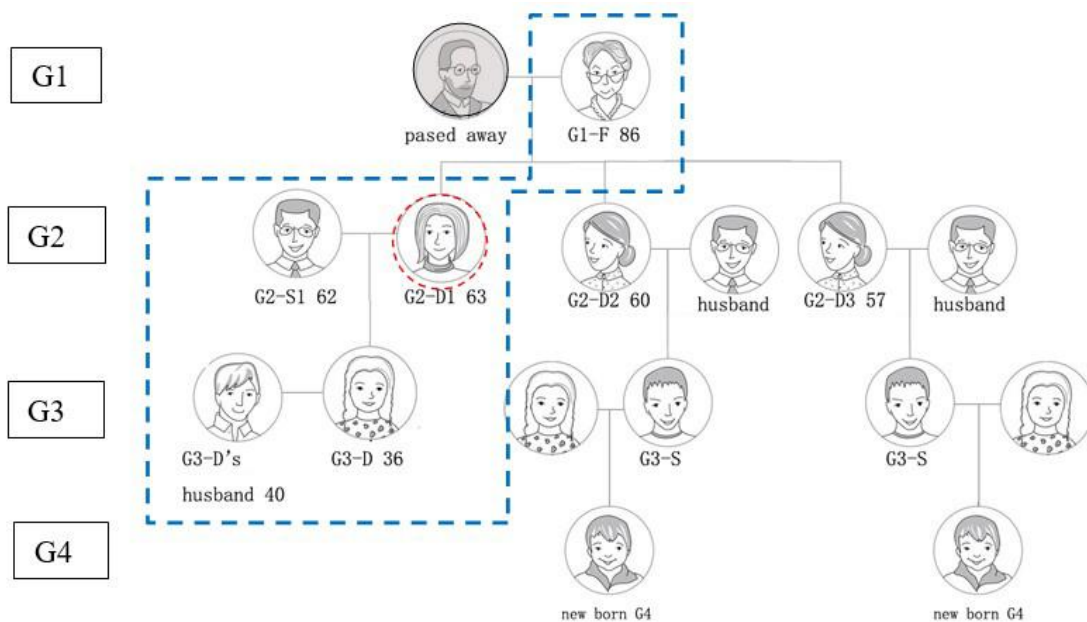 G1
pased away
G1-F 86
G2
G2-S1 62
G2-D1 63
G2-D2 60
husband
G2-D3 57
husband
G3
G3-D's
husband 40
G3-D 36
G3-S
G3-S
G4
new born G4
new born G4